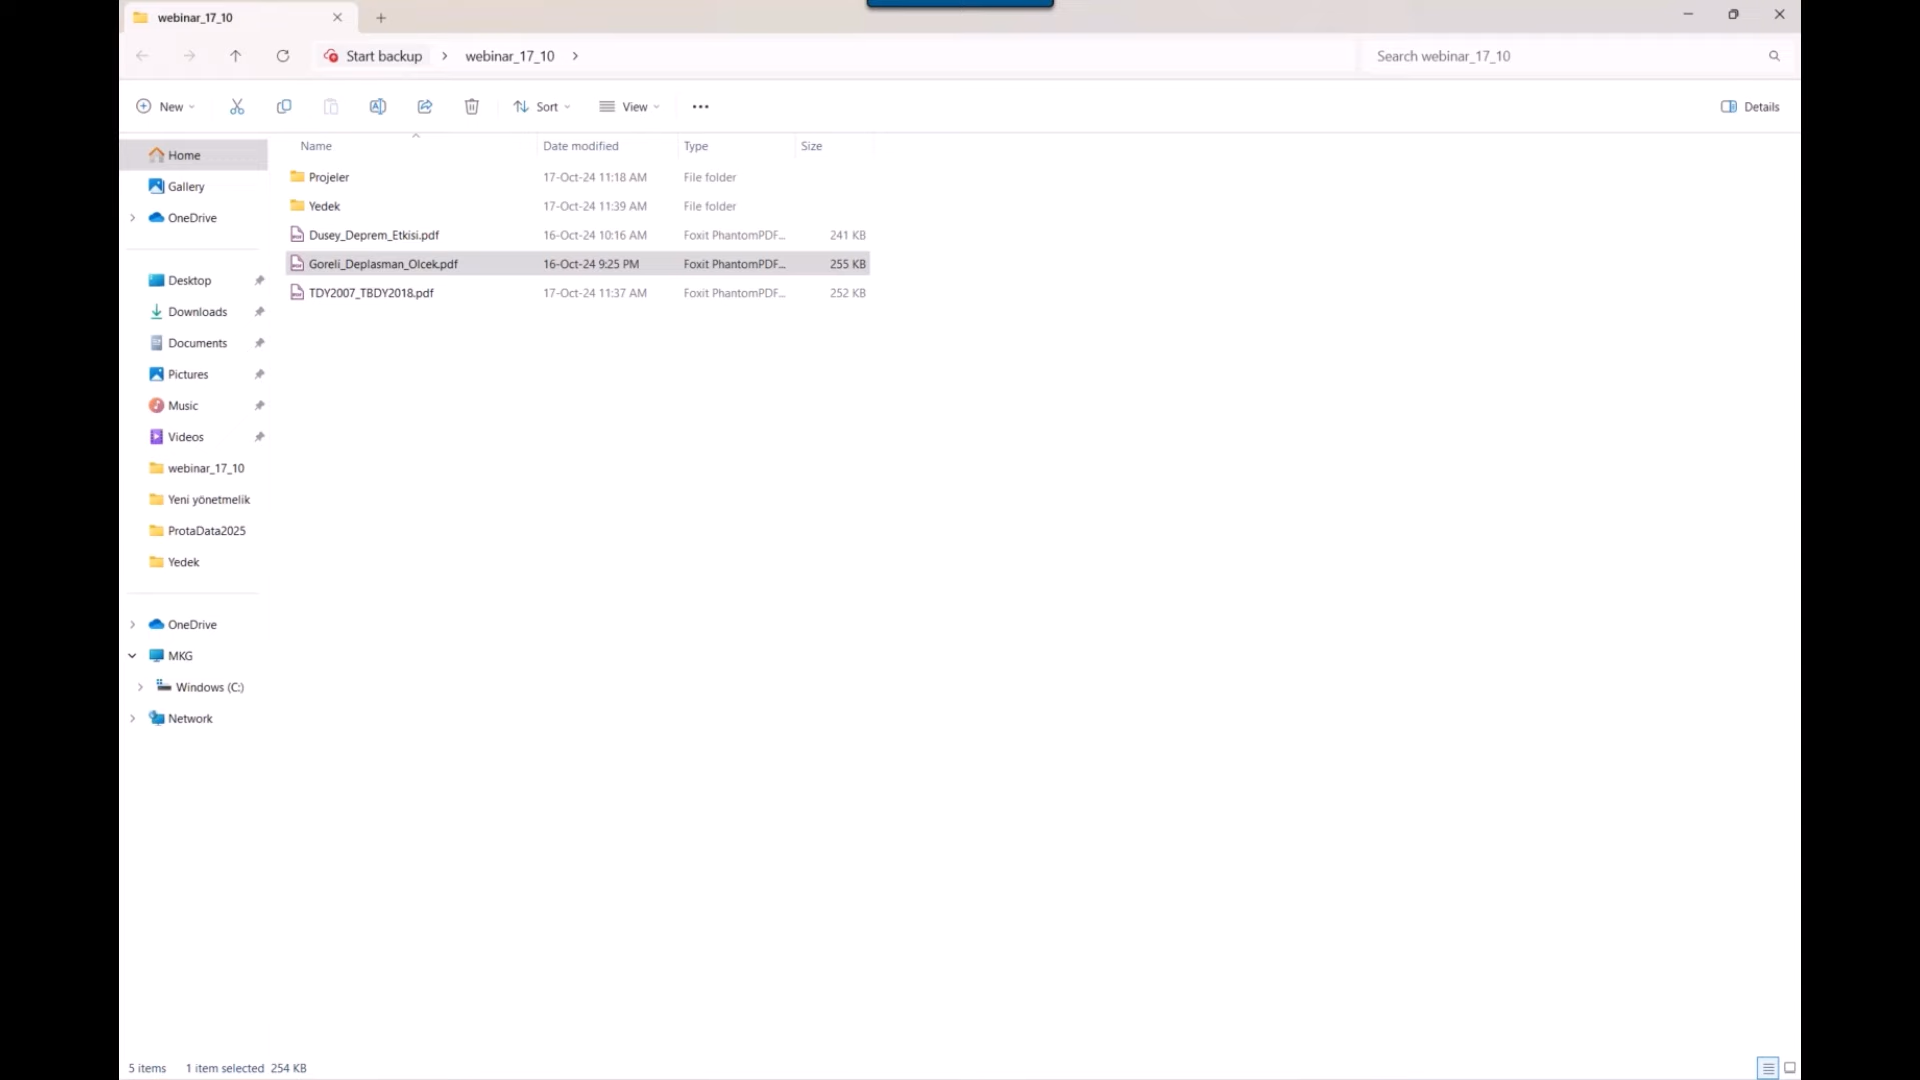 webinar_17_10
Start backup > webinar_17_10 >
Search webinar_17_10
New
Sort
View
Details
Name Date modified Type Size
Projeler 17-Oct-24 11:18 AM File folder
Yedek 17-Oct-24 11:39 AM File folder
Dusey_Deprem_Etkisi.pdf 16-Oct-24 10:16 AM Foxit PhantomPDF... 241 KB
Goreli_Deplasman_Olcek.pdf 16-Oct-24 9:25 PM Foxit PhantomPDF... 255 KB
TDY2007_TBDY2018.pdf 17-Oct-24 11:37 AM Foxit PhantomPDF... 252 KB
Home
Gallery
OneDrive
Desktop
Downloads
Documents
Pictures
Music
Videos
webinar_17_10
Yeni yönetmelik
ProtaData2025
Yedek
OneDrive
MKG
Windows (C:)
Network
5 items 1 item selected 254 KB